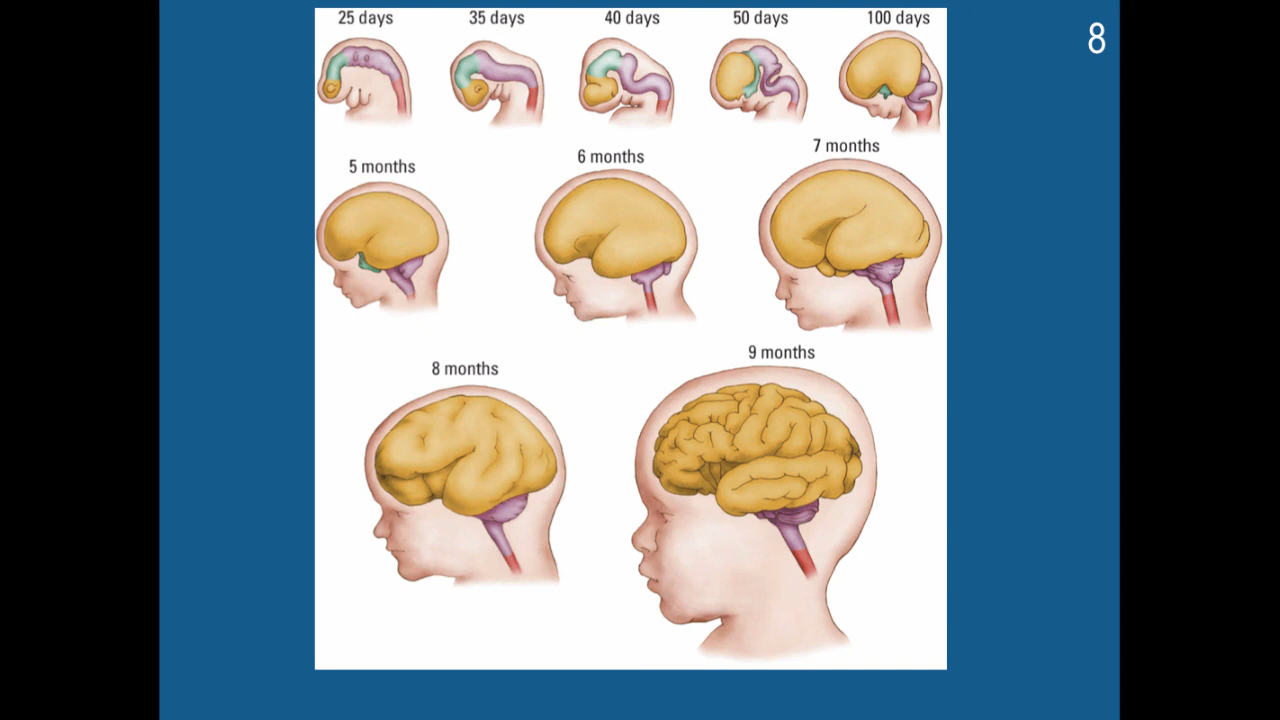 25 days
35 days
40 days
50 days
100 days
8
5 months
6 months
7 months
8 months
9 months